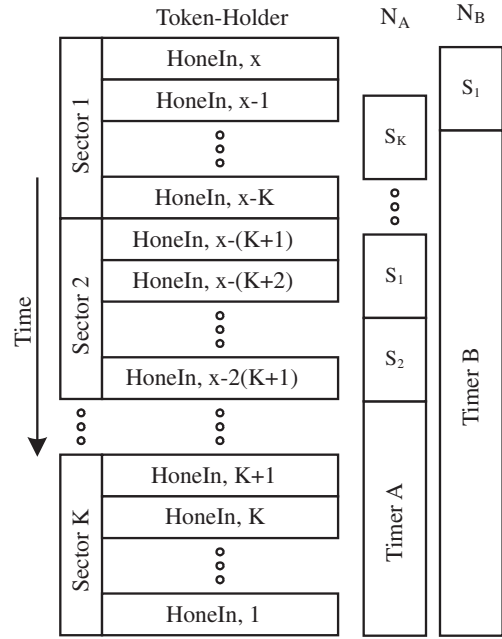 Token-Holder
N_A
N_B
Sector 1
HoneIn, x
HoneIn, x-1
HoneIn, x-K
Sector 2
HoneIn, x-(K+1)
HoneIn, x-(K+2)
HoneIn, x-2(K+1)
Sector K
HoneIn, K+1
HoneIn, K
HoneIn, 1
Time
S_K
S_1
S_2
Timer A
S_1
Timer B